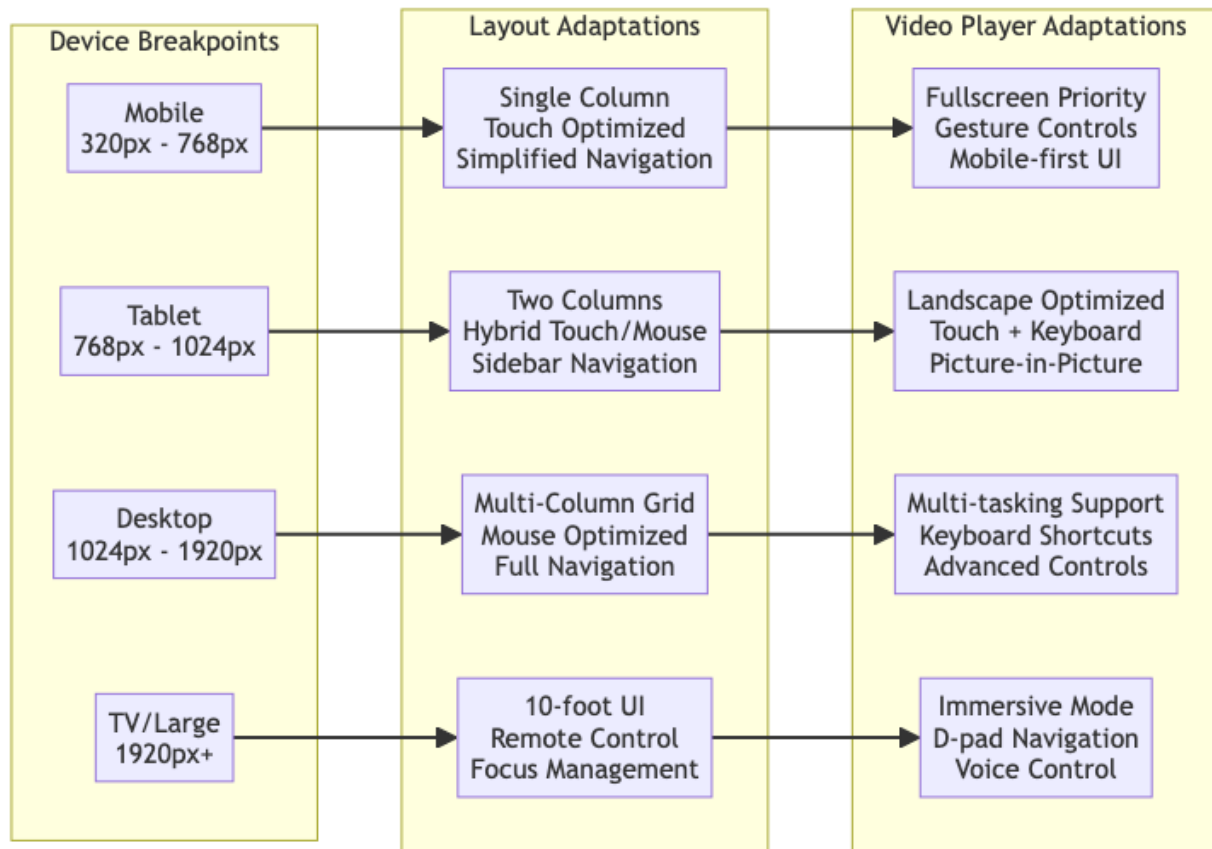 Device Breakpoints
Layout Adaptations
Video Player Adaptations
Mobile
320px - 768px
Single Column
Touch Optimized
Simplified Navigation
Fullscreen Priority
Gesture Controls
Mobile-first UI
Tablet
768px - 1024px
Two Columns
Hybrid Touch/Mouse
Sidebar Navigation
Landscape Optimized
Touch + Keyboard
Picture-in-Picture
Desktop
1024px - 1920px
Multi-Column Grid
Mouse Optimized
Full Navigation
Multi-tasking Support
Keyboard Shortcuts
Advanced Controls
TV/Large
1920px+
10-foot UI
Remote Control
Focus Management
Immersive Mode
D-pad Navigation
Voice Control